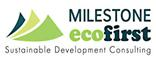 MILESTONE
ecofirst
Sustainable Development Consulting